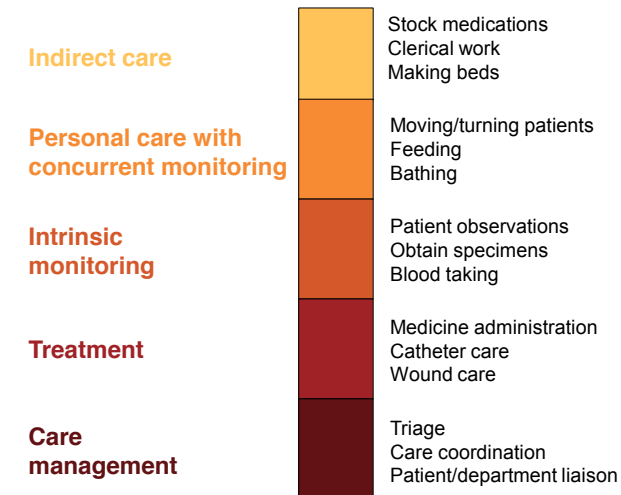 Indirect care
Stock medications
Clerical work
Making beds
Personal care with
concurrent monitoring
Moving/turning patients
Feeding
Bathing
Intrinsic
monitoring
Patient observations
Obtain specimens
Blood taking
Treatment
Medicine administration
Catheter care
Wound care
Care
management
Triage
Care coordination
Patient/department liaison